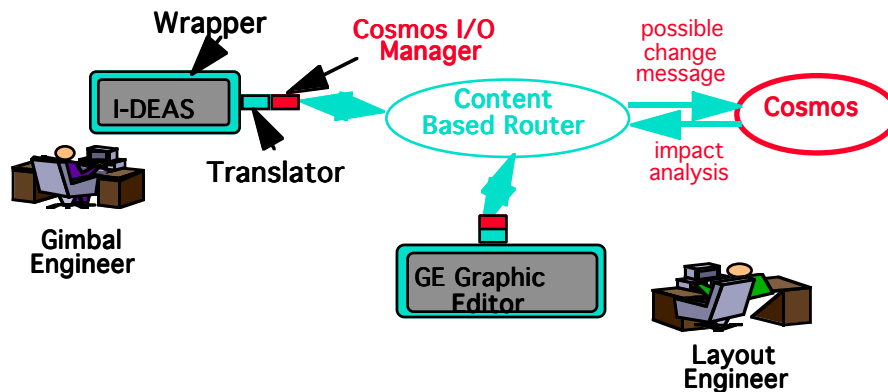 Wrapper
Cosmos I/O
Manager
possible
change
message
I-DEAS
Content
Based Router
Cosmos
Translator
impact
analysis
Gimbal
Engineer
GE Graphic
Editor
Layout
Engineer